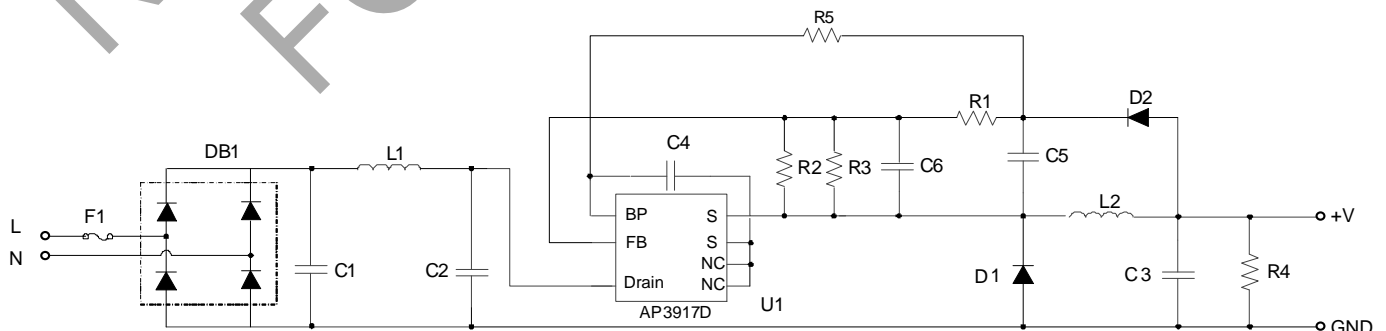 R5
R1
D2
DB1
L1
C4
R2
R3
C6
C5
L2
F1
L
N
BP
FB
Drain
S
S
NC
NC
AP3917D
U1
C1
C2
D1
C3
R4
+V
GND